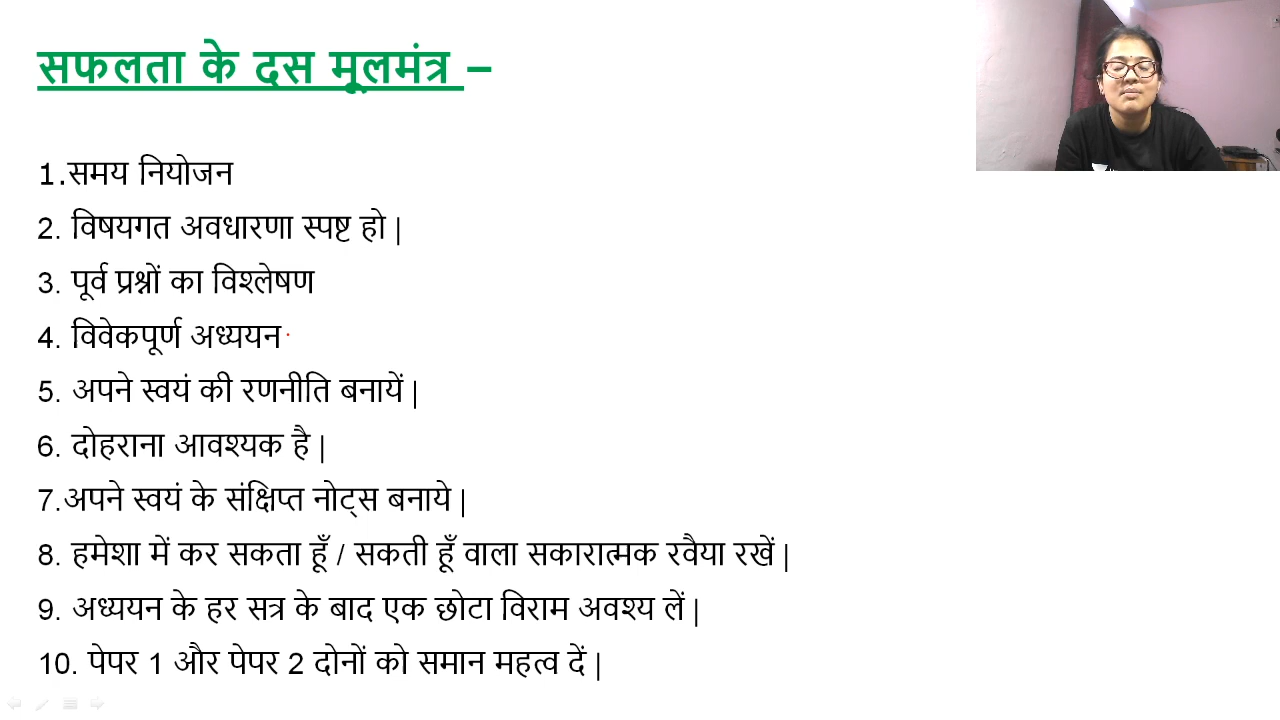 सफलता के दस मूलमंत्र –
1.समय नियोजन
2. विषयगत अवधारणा स्पष्ट हो |
3. पूर्व प्रश्नों का विश्लेषण
4. विवेकपूर्ण अध्ययन
5. अपने स्वयं की रणनीति बनायें |
6. दोहराना आवश्यक है |
7.अपने स्वयं के संक्षिप्त नोट्स बनाये |
8. हमेशा में कर सकता हूँ / सकती हूँ वाला सकारात्मक रवैया रखें |
9. अध्ययन के हर सत्र के बाद एक छोटा विराम अवश्य लें |
10. पेपर 1 और पेपर 2 दोनों को समान महत्व दें |